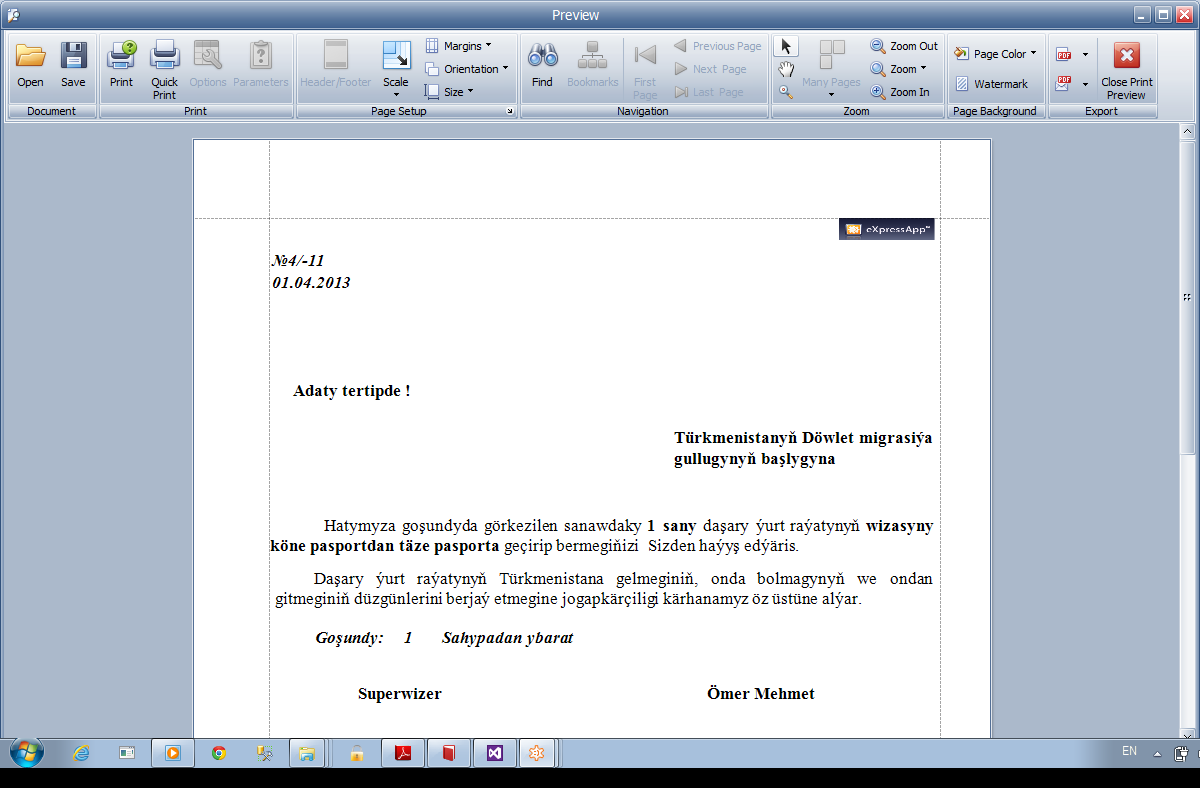 Preview
Open
Save
Print
Quick
Print
Options
Parameters
Header/Footer
Scale
Margins
Orientation
Size
Find
Bookmarks
First
Page
Previous Page
Next Page
Last Page
Many Pages
Zoom Out
Zoom
Zoom In
Page Color
Watermark
PDF
PDF
Close Print
Preview
Document
Print
Page Setup
Navigation
Zoom
Page Background
Export
eXpressApp™
№4/-11
01.04.2013
Adaty tertipde !
Türkmenistanyň Döwlet migrasiýa
gullugynyň başlygyna
Hatymyza goşundyda görkezilen sanawdaky 1 sany daşary ýurt raýatynyň wizasyny
köne pasportdan täze pasporta geçirip bermegiňizi Sizden haýyş edýäris.
Daşary ýurt raýatynyň Türkmenistana gelmeginiň, onda bolmagynyň we ondan
gitmeginiň düzgünlerini berjaý etmegine jogapkärçiligi kärhanamyz öz üstüne alýar.
Goşundy: 1 Sahypadan ybarat
Superwizer Ömer Mehmet
EN